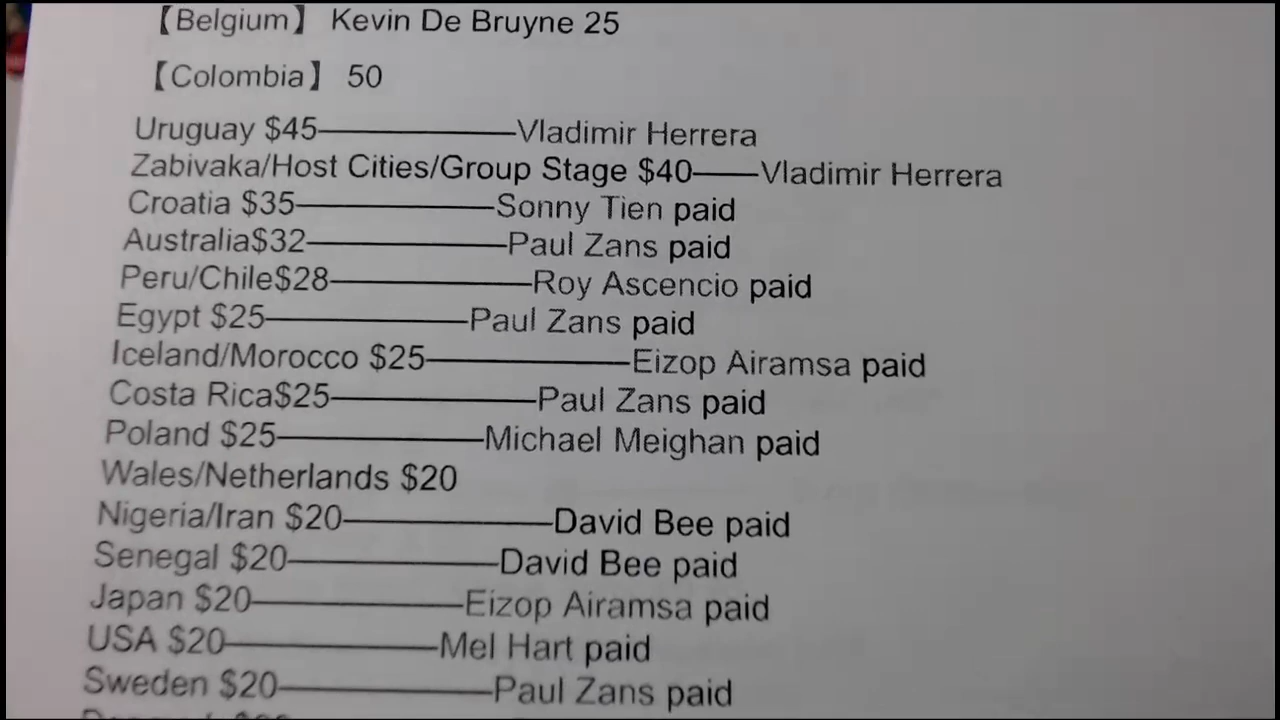 【Belgium】 Kevin De Bruyne 25
【Colombia】 50
Uruguay $45——————Vladimir Herrera
Zabivaka/Host Cities/Group Stage $40——Vladimir Herrera
Croatia $35——————Sonny Tien paid
Australia$32——————Paul Zans paid
Peru/Chile$28——————Roy Ascencio paid
Egypt $25——————Paul Zans paid
Iceland/Morocco $25——————Eizop Airamsa paid
Costa Rica$25——————Paul Zans paid
Poland $25——————Michael Meighan paid
Wales/Netherlands $20
Nigeria/Iran $20——————David Bee paid
Senegal $20——————David Bee paid
Japan $20——————Eizop Airamsa paid
USA $20——————Mel Hart paid
Sweden $20——————Paul Zans paid